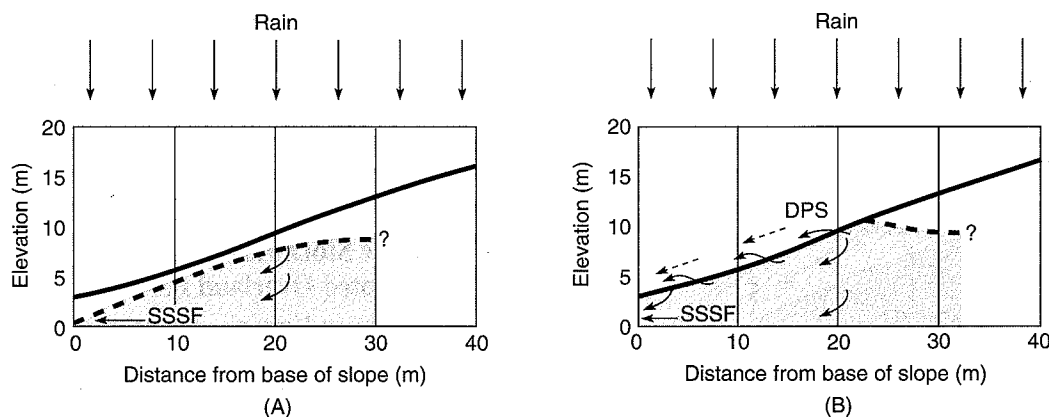 Rain
20
15
10
5
0
Elevation (m)
?
SSSF
0 10 20 30 40
Distance from base of slope (m)
(A)
Rain
20
15
10
5
0
Elevation (m)
DPS
?
SSSF
0 10 20 30 40
Distance from base of slope (m)
(B)